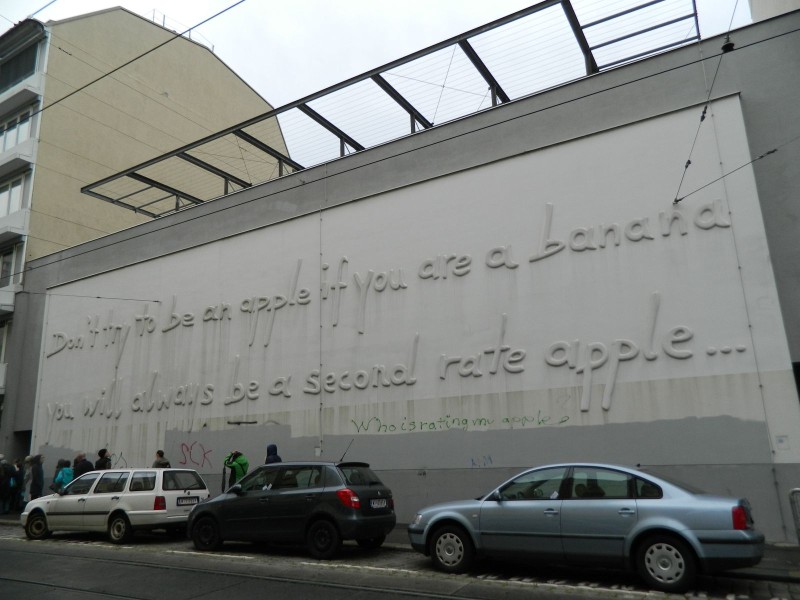 Don't try to be an apple if you are a banana
You will always be a second rate apple...
Who is rating my apple
SCK